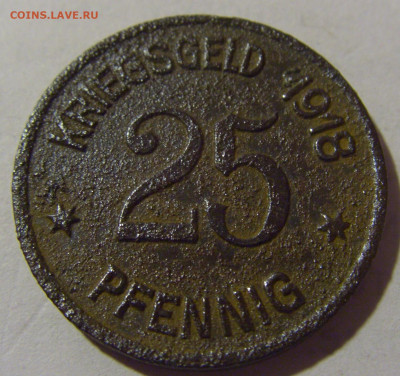 COINS.LAVE.RU
KRIEGSGELD 1918
25
PFENNIG